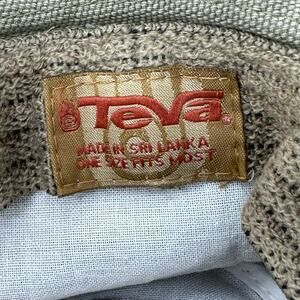 Teva
MADE IN SRI LANKA
ONE SIZE FITS MOST